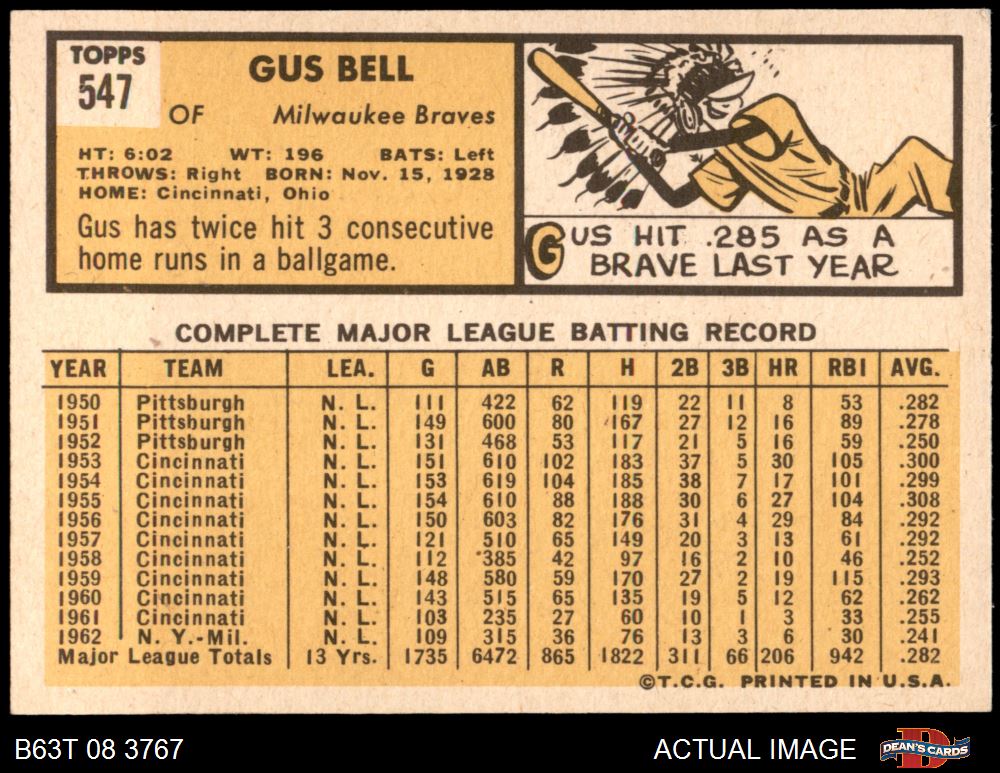 TOPPS
547
GUS BELL
OF Milwaukee Braves
HT: 6:02 WT: 196 BATS: Left
THROWS: Right BORN: Nov. 15, 1928
HOME: Cincinnati, Ohio
Gus has twice hit 3 consecutive
home runs in a ballgame.
GUS HIT .285 AS A
BRAVE LAST YEAR
COMPLETE MAJOR LEAGUE BATTING RECORD
YEAR TEAM LEA. G AB R H 2B 3B HR RBI AVG.
1950 Pittsburgh N. L. 111 422 62 119 22 11 8 53 .282
1951 Pittsburgh N. L. 149 600 80 167 27 12 16 89 .278
1952 Pittsburgh N. L. 131 468 53 117 21 5 16 59 .250
1953 Cincinnati N. L. 151 610 102 183 37 5 30 105 .300
1954 Cincinnati N. L. 153 619 104 185 38 7 17 101 .299
1955 Cincinnati N. L. 154 610 88 188 30 6 27 104 .308
1956 Cincinnati N. L. 150 603 82 176 31 4 29 84 .292
1957 Cincinnati N. L. 121 510 65 149 20 3 13 61 .292
1958 Cincinnati N. L. 112 385 42 97 16 2 10 46 .252
1959 Cincinnati N. L. 148 580 59 170 27 2 19 115 .293
1960 Cincinnati N. L. 143 515 65 135 19 5 12 62 .262
1961 Cincinnati N. L. 103 235 27 60 10 1 3 33 .255
1962 N. Y.-Mil. N. L. 109 315 36 76 13 3 6 30 .241
Major League Totals 13 Yrs. 1735 6472 865 1822 311 66 206 942 .282
©T.C.G. PRINTED IN U.S.A.
B63T 08 3767 ACTUAL IMAGE DEAN'S CARDS